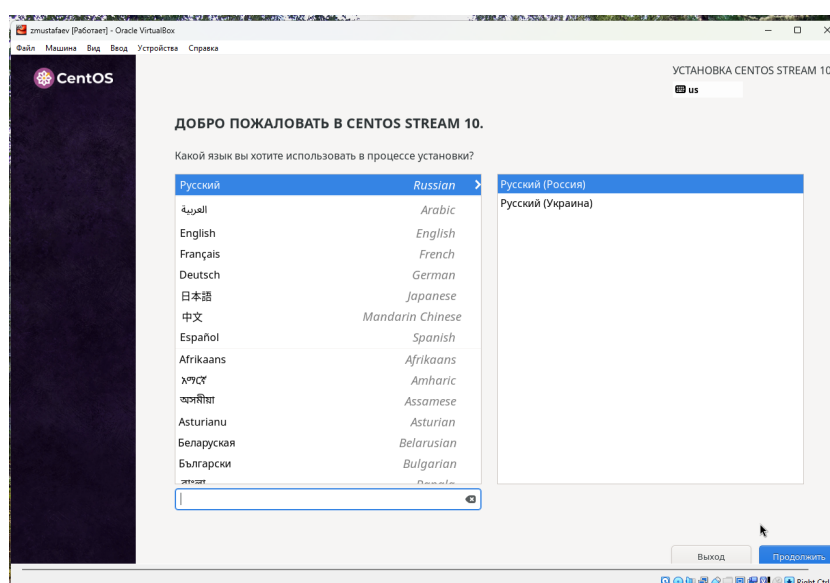 zmustafaev [Работает] - Oracle VirtualBox
Файл Машина Вид Ввод Устройства Справка
CentOS
УСТАНОВКА CENTOS STREAM 10
us
ДОБРО ПОЖАЛОВАТЬ В CENTOS STREAM 10.
Какой язык вы хотите использовать в процессе установки?
Русский Russian
Русский (Россия)
Русский (Украина)
العربية Arabic
English English
Français French
Deutsch German
日本語 Japanese
中文 Mandarin Chinese
Español Spanish
Afrikaans Afrikaans
አማርኛ Amharic
অসমীয়া Assamese
Asturianu Asturian
Беларуская Belarusian
Български Bulgarian
Выход
Продолжить
Right Ctrl